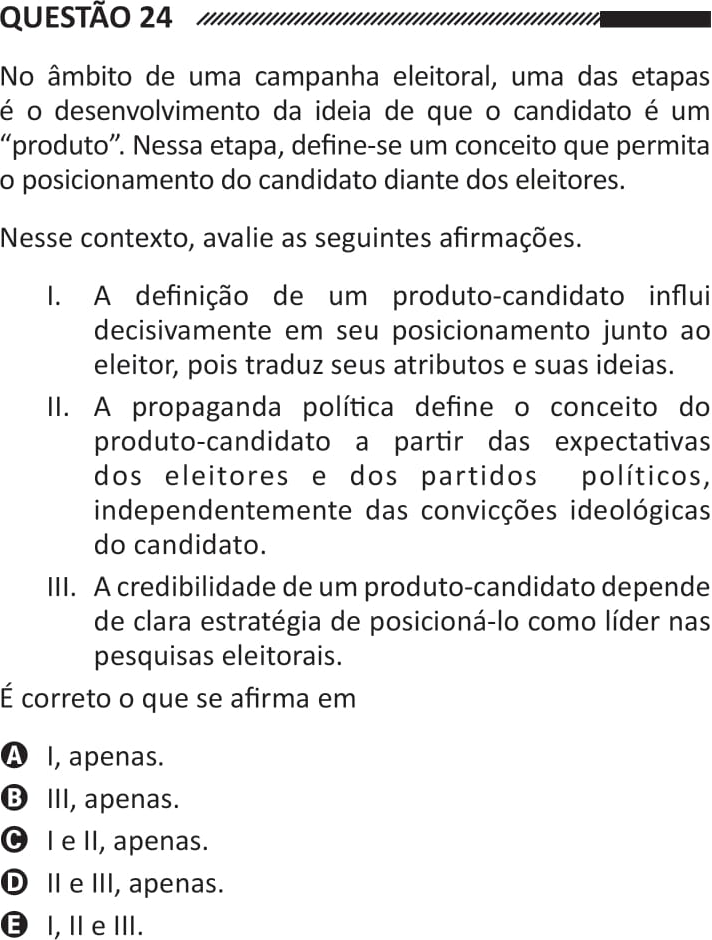 QUESTÃO 24
No âmbito de uma campanha eleitoral, uma das etapas
é o desenvolvimento da ideia de que o candidato é um
“produto”. Nessa etapa, define-se um conceito que permita
o posicionamento do candidato diante dos eleitores.
Nesse contexto, avalie as seguintes afirmações.
I. A definição de um produto-candidato influi
decisivamente em seu posicionamento junto ao
eleitor, pois traduz seus atributos e suas ideias.
II. A propaganda política define o conceito do
produto-candidato a partir das expectativas
dos eleitores e dos partidos políticos,
independentemente das convicções ideológicas
do candidato.
III. A credibilidade de um produto-candidato depende
de clara estratégia de posicioná-lo como líder nas
pesquisas eleitorais.
É correto o que se afirma em
A I, apenas.
B III, apenas.
C I e II, apenas.
D II e III, apenas.
E I, II e III.